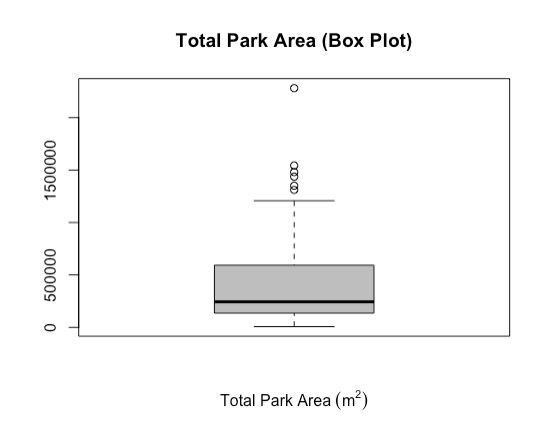 Total Park Area (Box Plot)
1500000
500000
0
Total Park Area (m²)